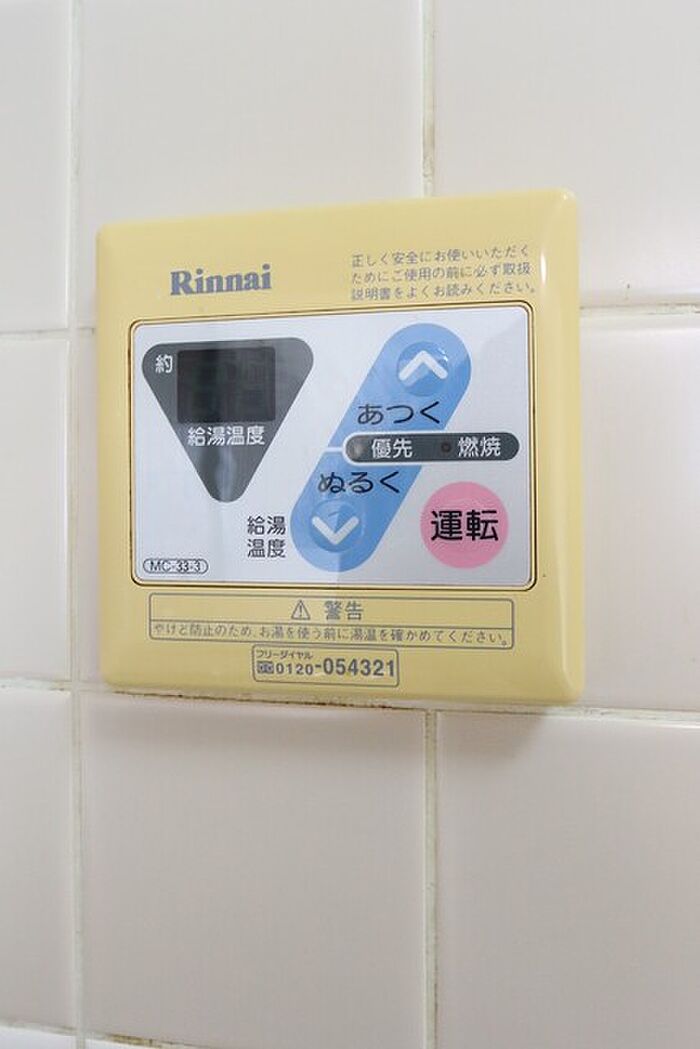 Rinnai
正しく安全にお使いいただく
ためにご使用の前に必ず取扱
説明書をよくお読みください。
約
給湯温度
あつく
優先
燃焼
ぬるく
給湯
温度
運転
MC-33-3
⚠ 警告
やけど防止のため、お湯を使う前に湯温を確かめてください。
フリーダイヤル
0120-054321